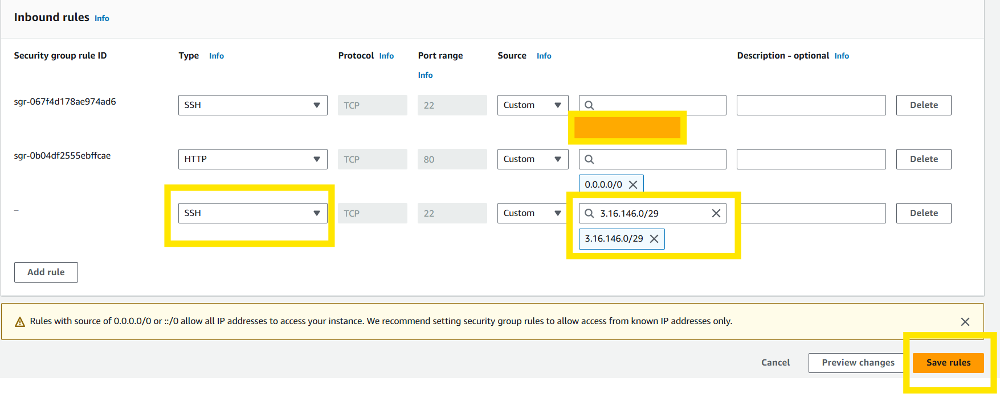 Inbound rules Info
Security group rule ID Type Info Protocol Info Port range Info Source Info Description - optional Info
sgr-067f4d178ae974ad6 SSH TCP 22 Custom Delete
sgr-0b04df2555ebffcae HTTP TCP 80 Custom Delete
0.0.0.0/0
– SSH TCP 22 Custom 3.16.146.0/29 Delete
3.16.146.0/29
Add rule
Rules with source of 0.0.0.0/0 or ::/0 allow all IP addresses to access your instance. We recommend setting security group rules to allow access from known IP addresses only.
Cancel Preview changes Save rules